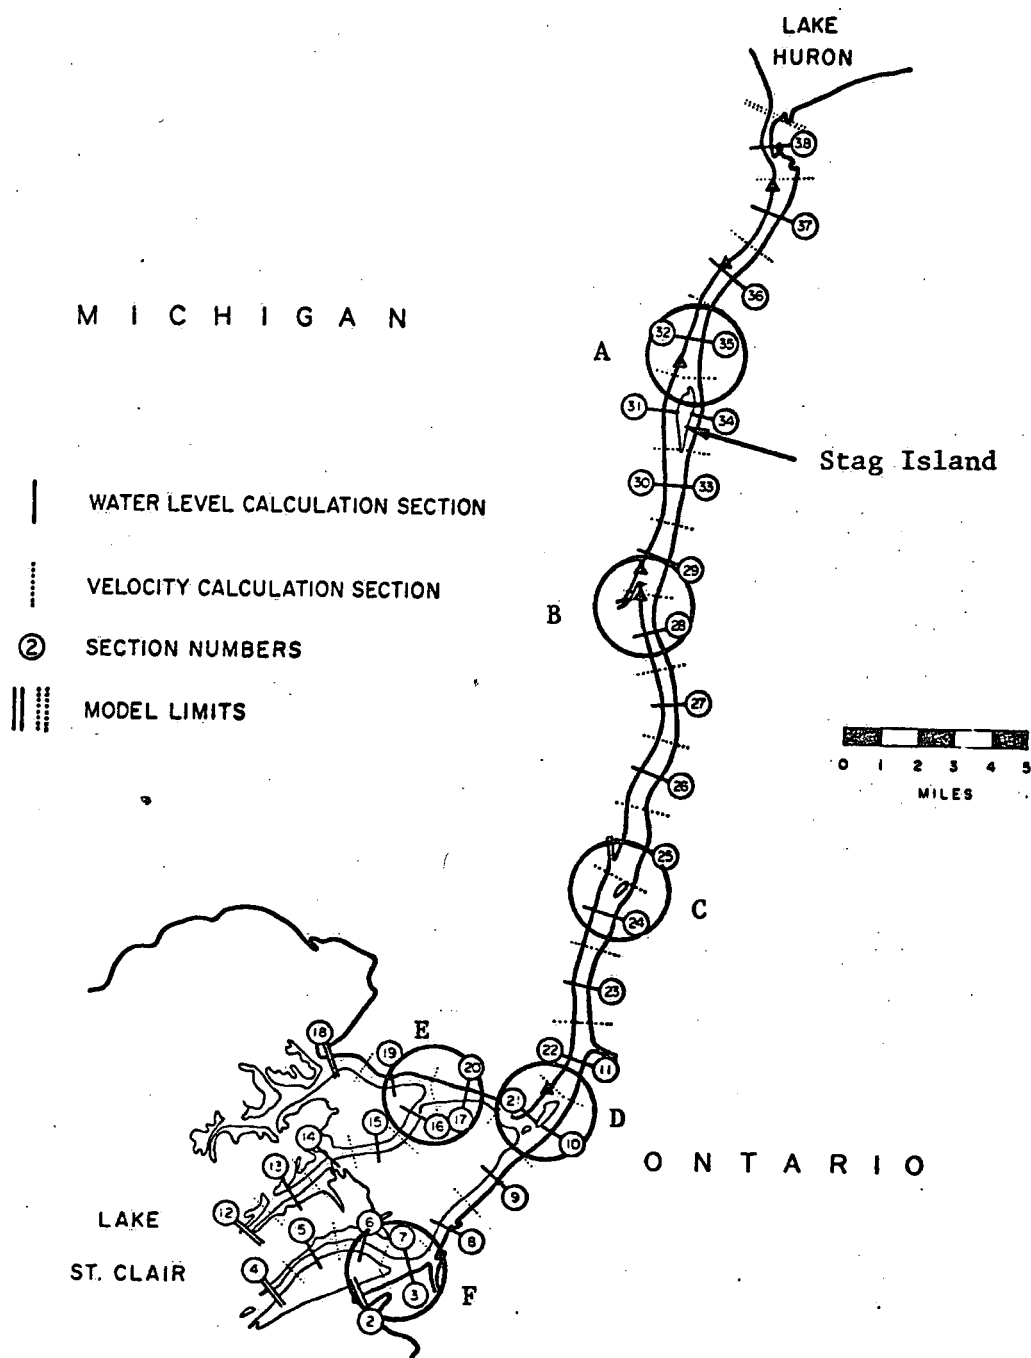 LAKE
HURON
38
37
36
MICHIGAN
32
35
A
31
34
Stag Island
30
33
WATER LEVEL CALCULATION SECTION
29
VELOCITY CALCULATION SECTION
B
28
2 SECTION NUMBERS
27
MODEL LIMITS
0 1 2 3 4 5
MILES
26
25
C
24
23
E
18
19
20
22
11
21
D
16
17
15
14
10
ONTARIO
13
9
12
LAKE
6
5
7
8
ST. CLAIR
4
3
F
2